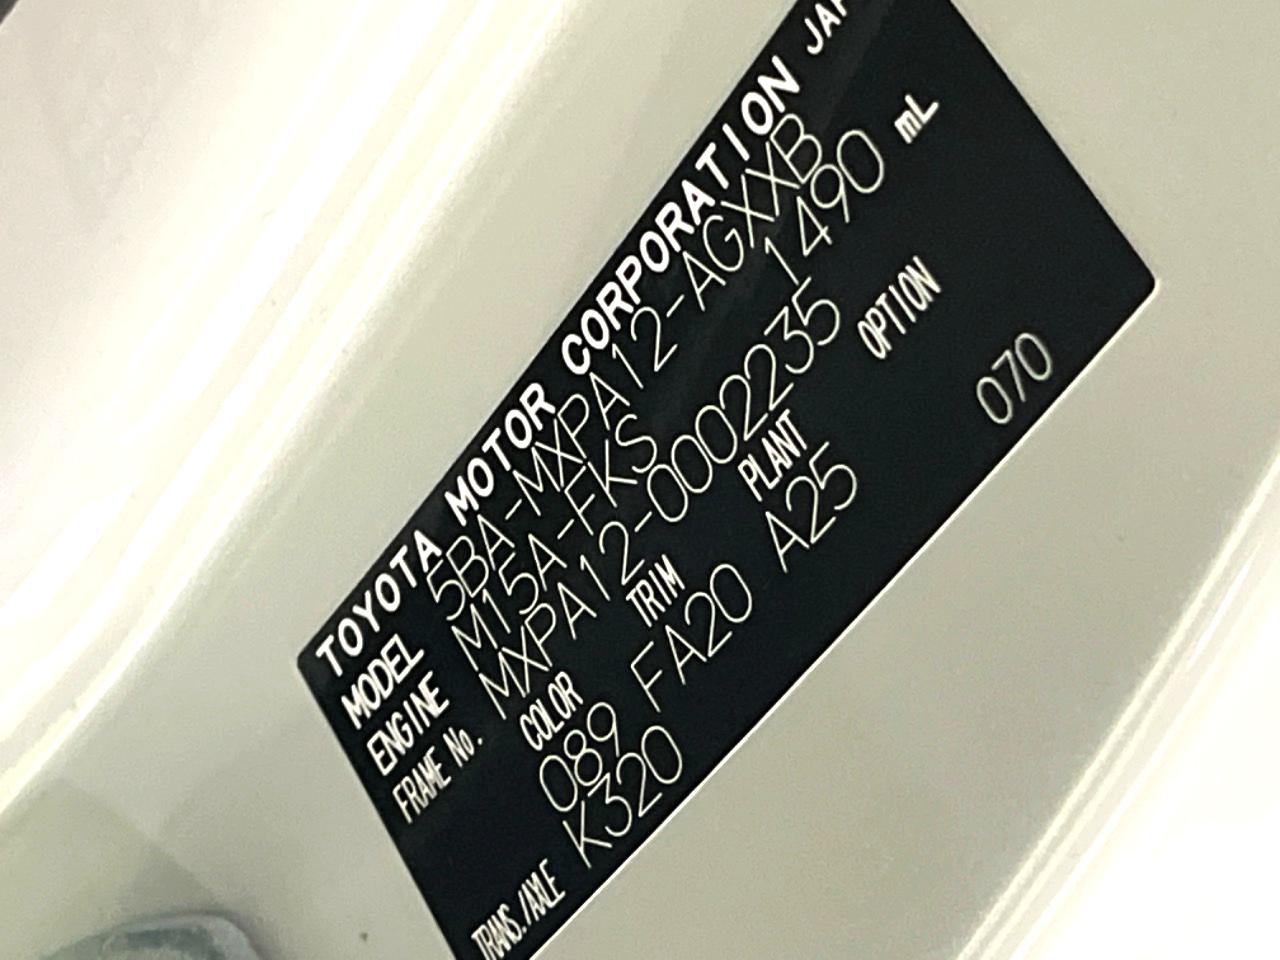 TOYOTA MOTOR CORPORATION JAP
MODEL 5BA-MXPA12-AGXXB
ENGINE M15A-FKS 1490 mL
FRAME No. MXPA12-0002235
COLOR TRIM PLANT OPTION
089 FA20 A25 070
TRANS./AXLE K320